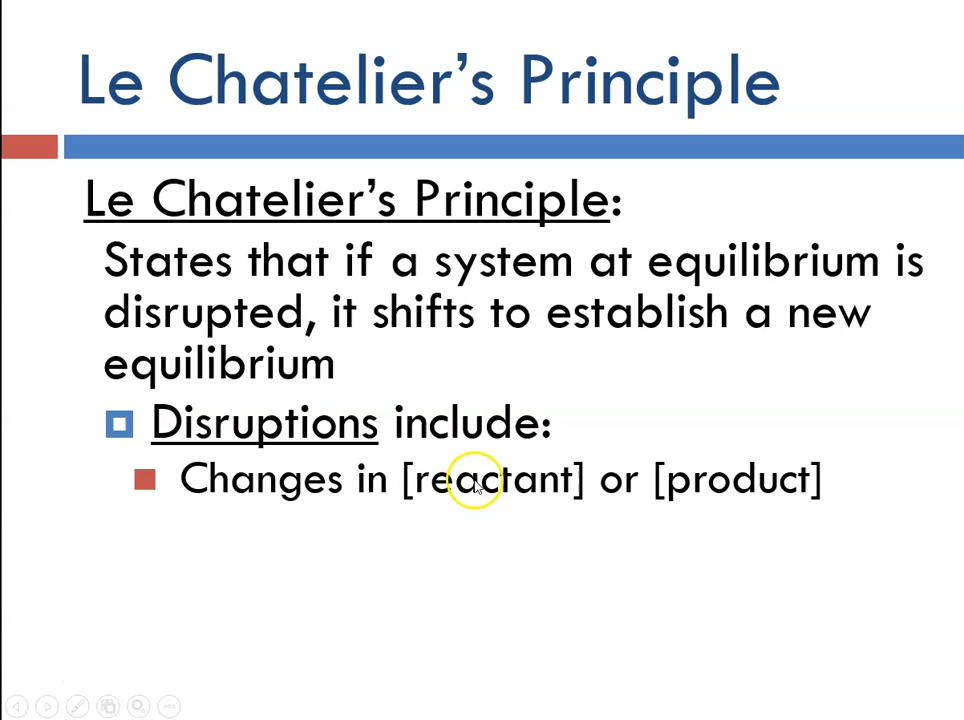 Le Chatelier’s Principle
Le Chatelier’s Principle:
States that if a system at equilibrium is
disrupted, it shifts to establish a new
equilibrium
Disruptions include:
Changes in [reactant] or [product]